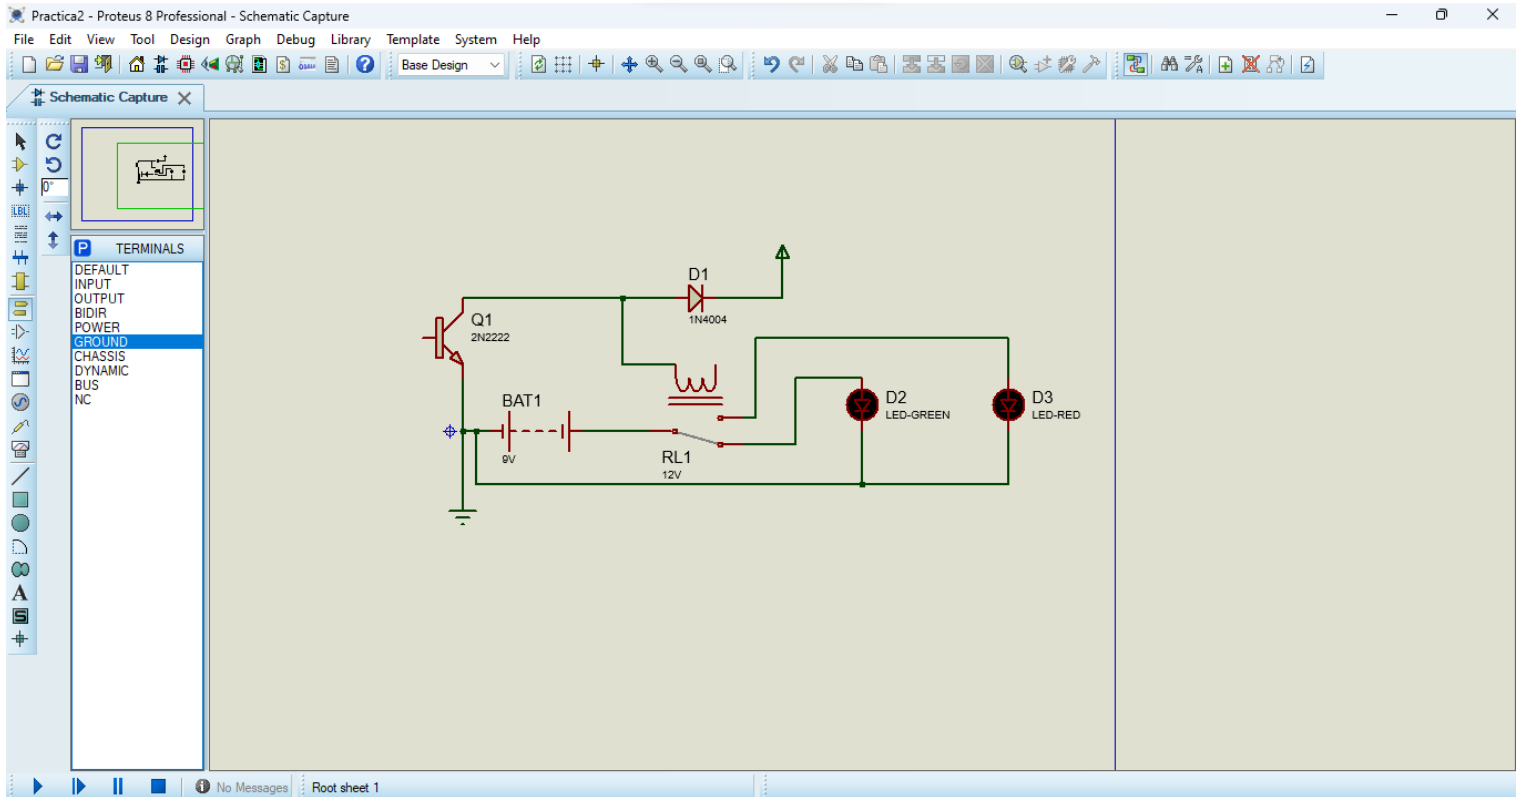 Practica2 - Proteus 8 Professional - Schematic Capture
File Edit View Tool Design Graph Debug Library Template System Help
Base Design
Schematic Capture
0°
LBL
P TERMINALS
DEFAULT
INPUT
OUTPUT
BIDIR
POWER
GROUND
CHASSIS
DYNAMIC
BUS
NC
A
S
D1
1N4004
Q1
2N2222
BAT1
9V
RL1
12V
D2
LED-GREEN
D3
LED-RED
No Messages
Root sheet 1